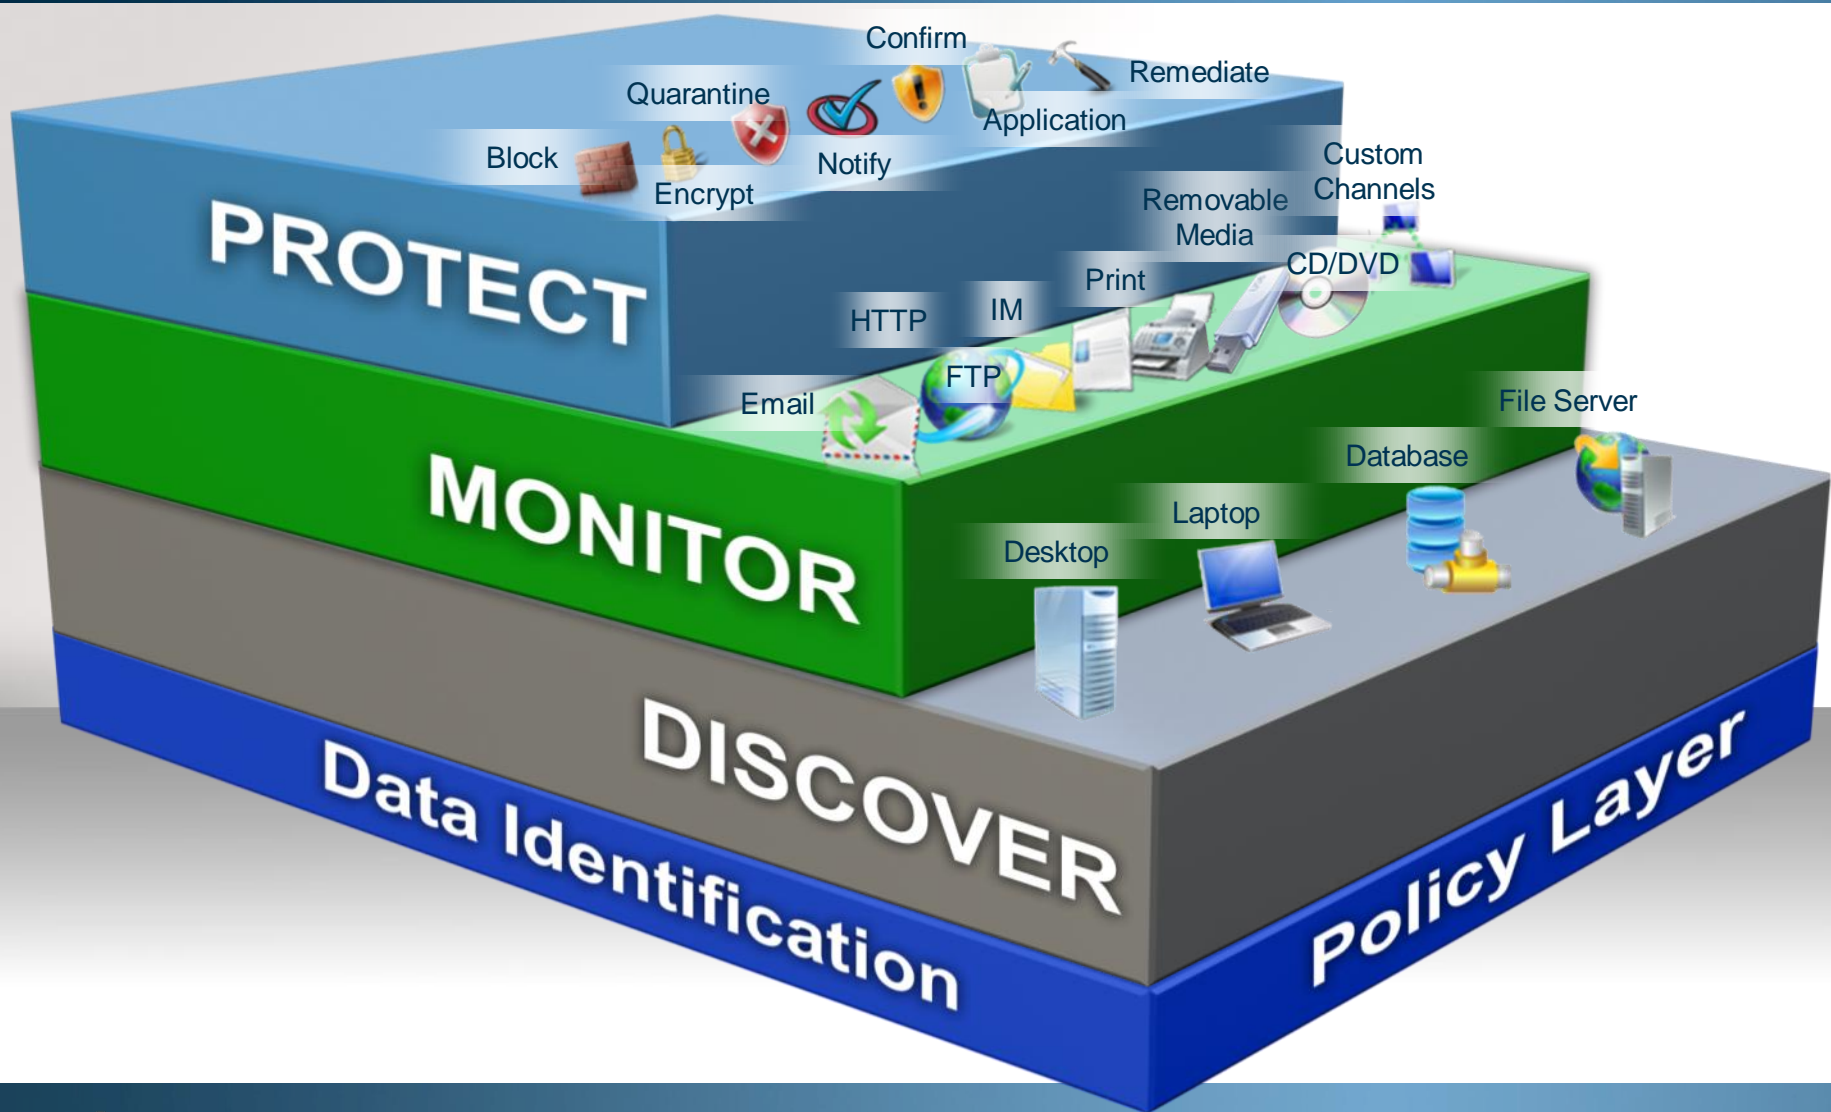 Confirm
Remediate
Quarantine
Application
Block
Notify
Encrypt
PROTECT
Custom
Channels
Removable
Media
CD/DVD
Print
IM
HTTP
FTP
Email
MONITOR
File Server
Database
Laptop
Desktop
DISCOVER
Data Identification
Policy Layer